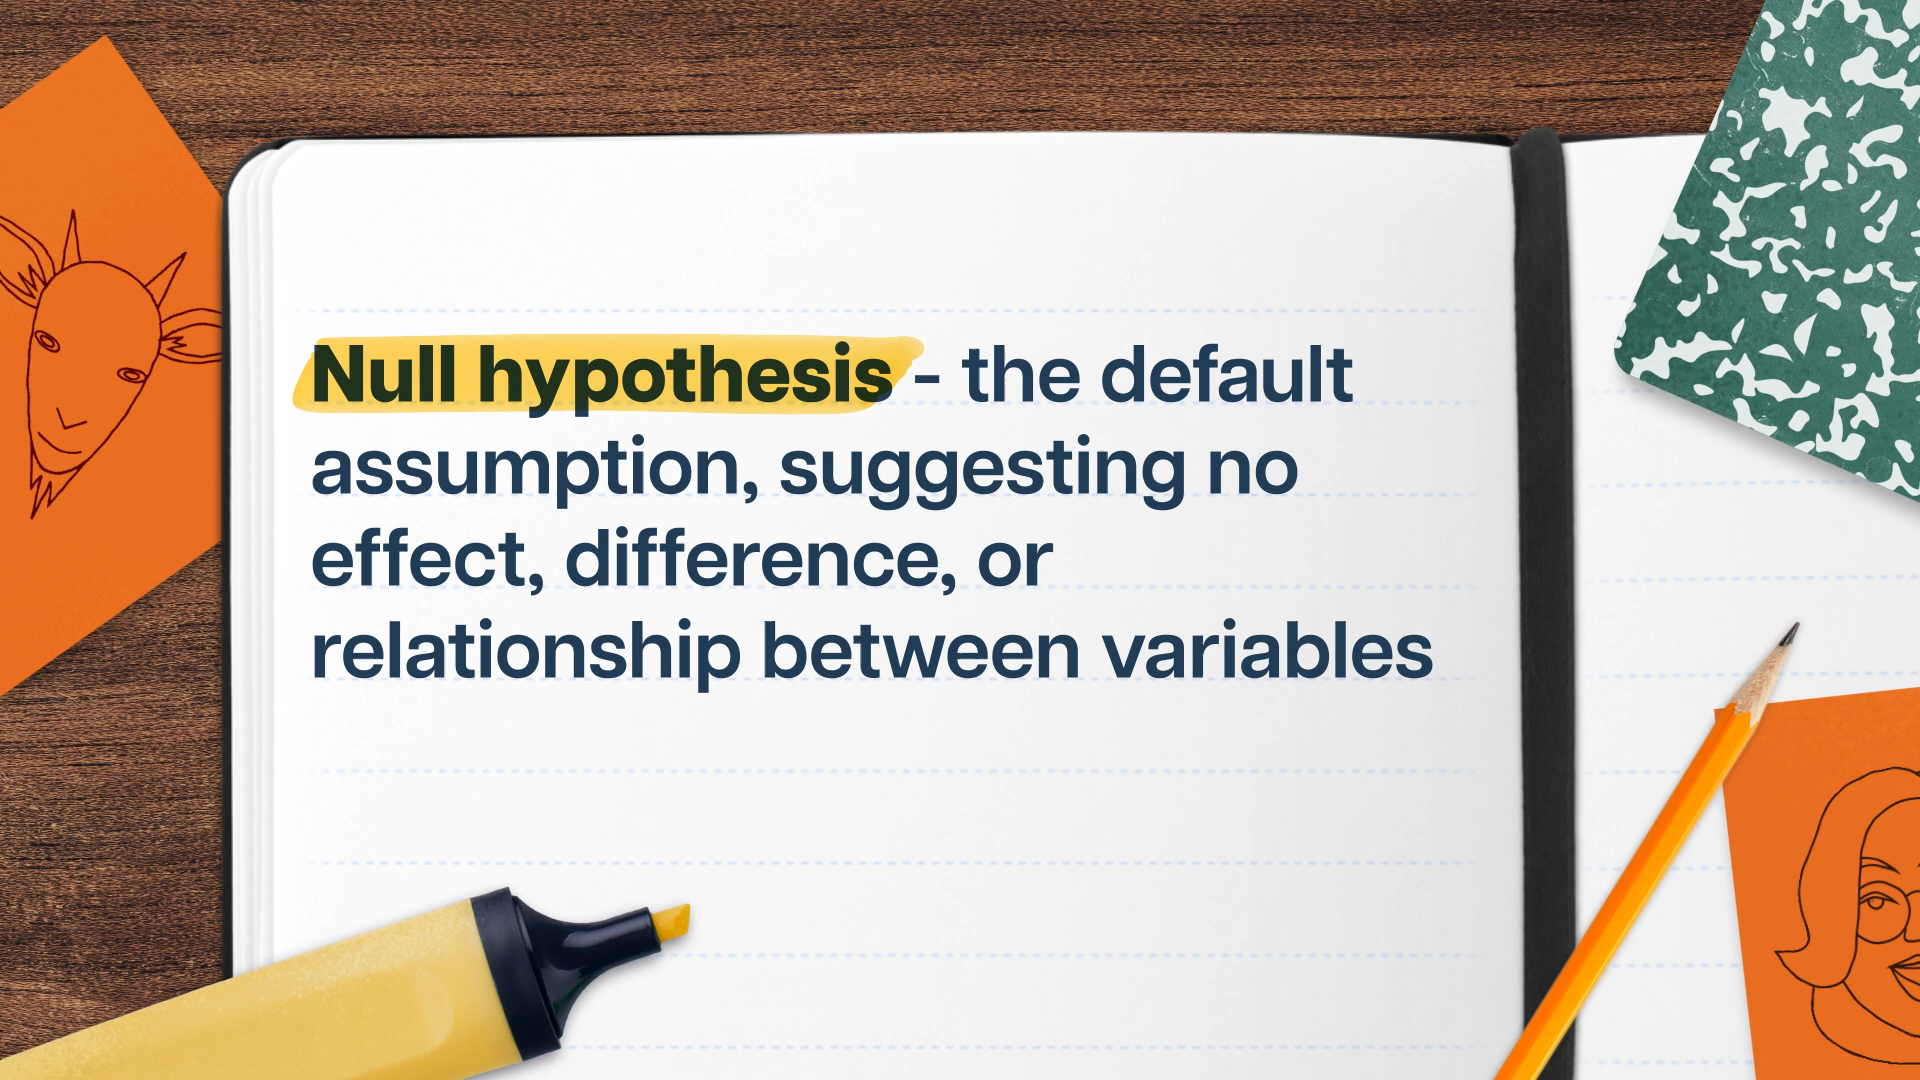 Null hypothesis - the default
assumption, suggesting no
effect, difference, or
relationship between variables